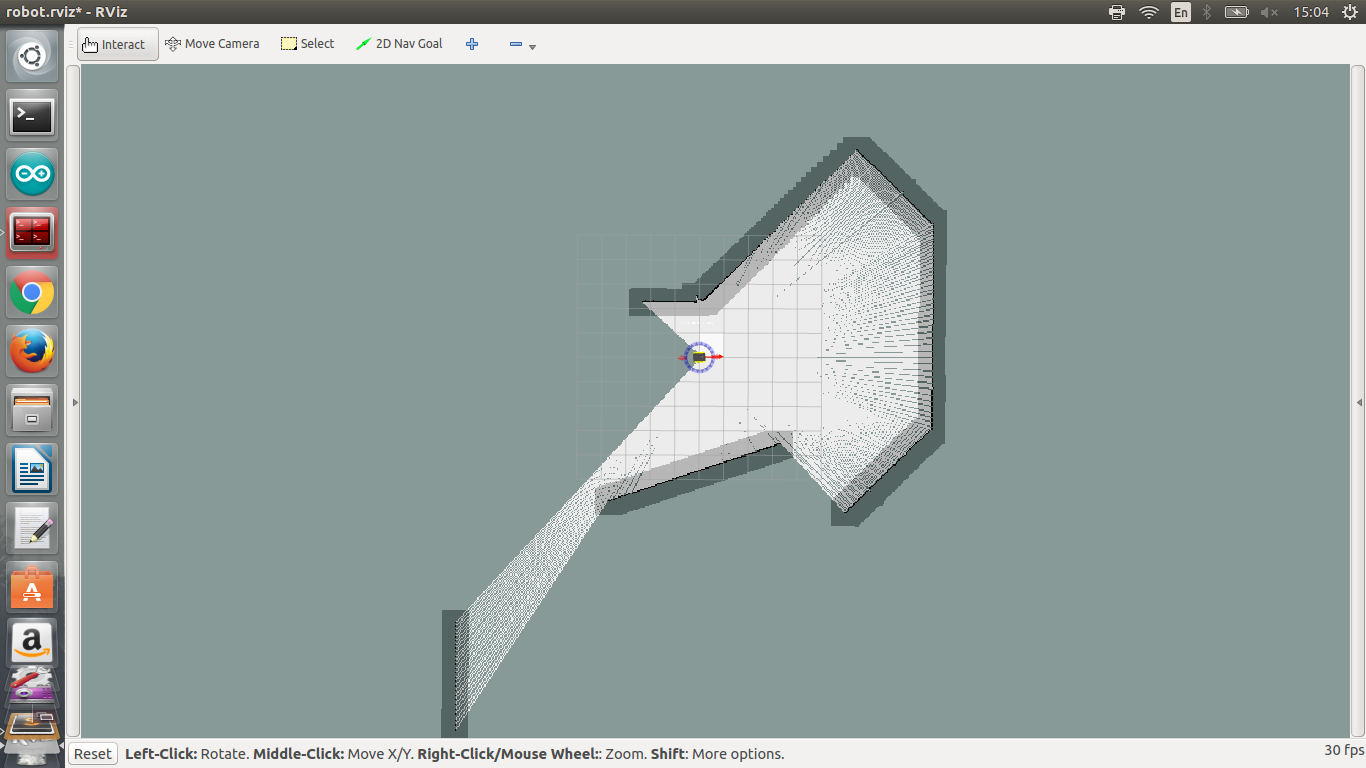 robot.rviz* - RViz
En
15:04
Interact
Move Camera
Select
2D Nav Goal
Reset
Left-Click: Rotate. Middle-Click: Move X/Y. Right-Click/Mouse Wheel:: Zoom. Shift: More options.
30 fps